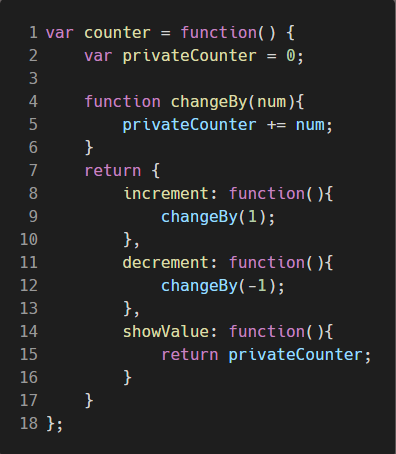 1 var counter = function() {
2     var privateCounter = 0;
3
4     function changeBy(num){
5         privateCounter += num;
6     }
7     return {
8         increment: function(){
9             changeBy(1);
10         },
11         decrement: function(){
12             changeBy(-1);
13         },
14         showValue: function(){
15             return privateCounter;
16         }
17     }
18 };